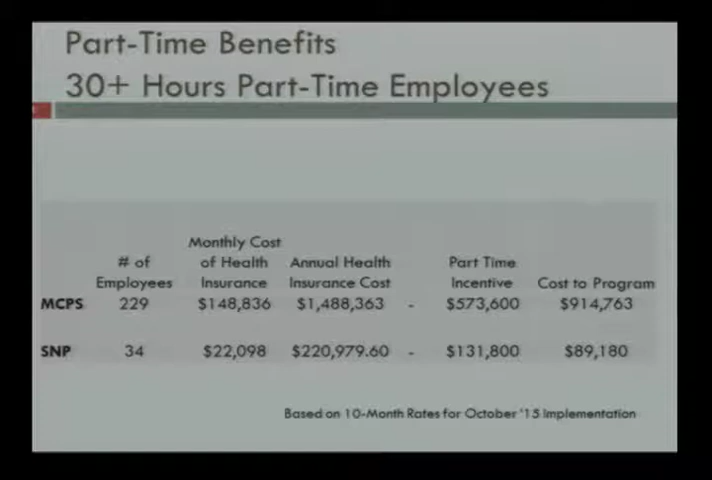 Part-Time Benefits
30+ Hours Part-Time Employees
Monthly Cost
# of of Health Annual Health Part Time
Employees Insurance Insurance Cost Incentive Cost to Program
MCPS 229 $148,836 $1,488,363 - $573,600 $914,763
SNP 34 $22,098 $220,979.60 - $131,800 $89,180
Based on 10-Month Rates for October '15 Implementation